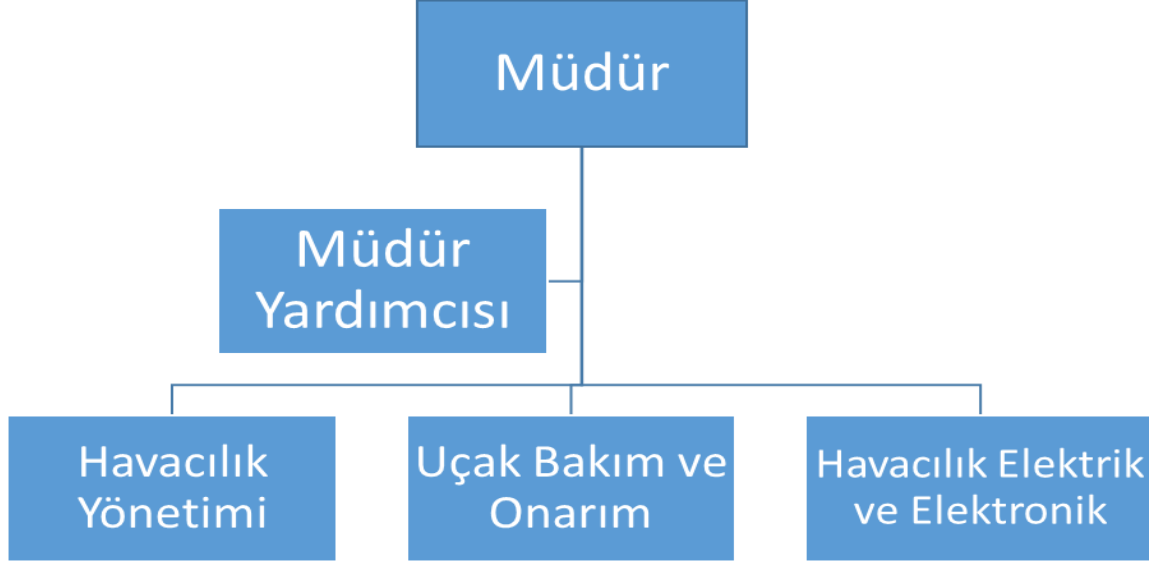 Müdür
Müdür
Yardımcısı
Havacılık
Yönetimi
Uçak Bakım ve
Onarım
Havacılık Elektrik
ve Elektronik